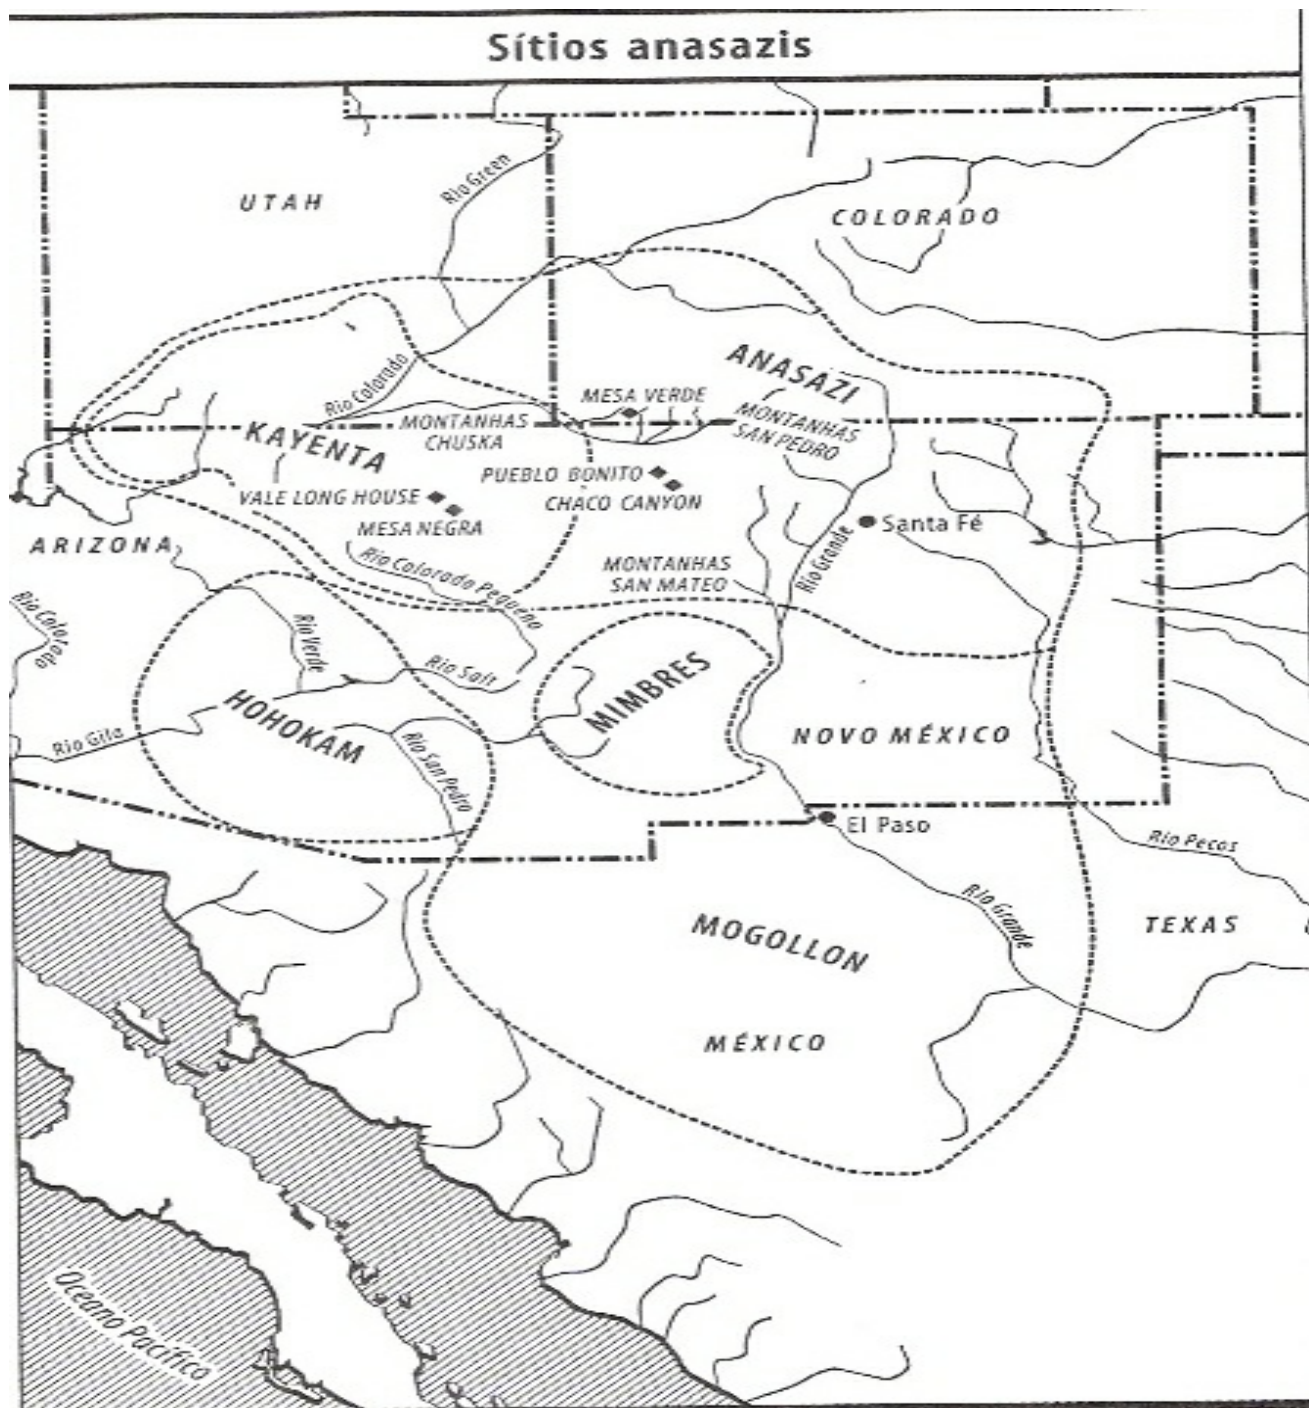 Sítios anasazis
UTAH
Rio Green
COLORADO
ANASAZI
MESA VERDE
Rio Colorado
MONTANHAS
CHUSKA
MONTANHAS
SAN PEDRO
KAYENTA
PUEBLO BONITO
CHACO CANYON
VALE LONG HOUSE
MESA NEGRA
Santa Fé
ARIZONA
Rio Colorado Pequeno
MONTANHAS
SAN MATEO
Rio Grande
Rio Colorado
Rio Verde
Rio Salt
MIMBRES
HOHOKAM
Rio Gila
Rio San Pedro
NOVO MÉXICO
El Paso
Rio Pecos
Rio Grande
TEXAS
MOGOLLON
MÉXICO
Oceano Pacífico